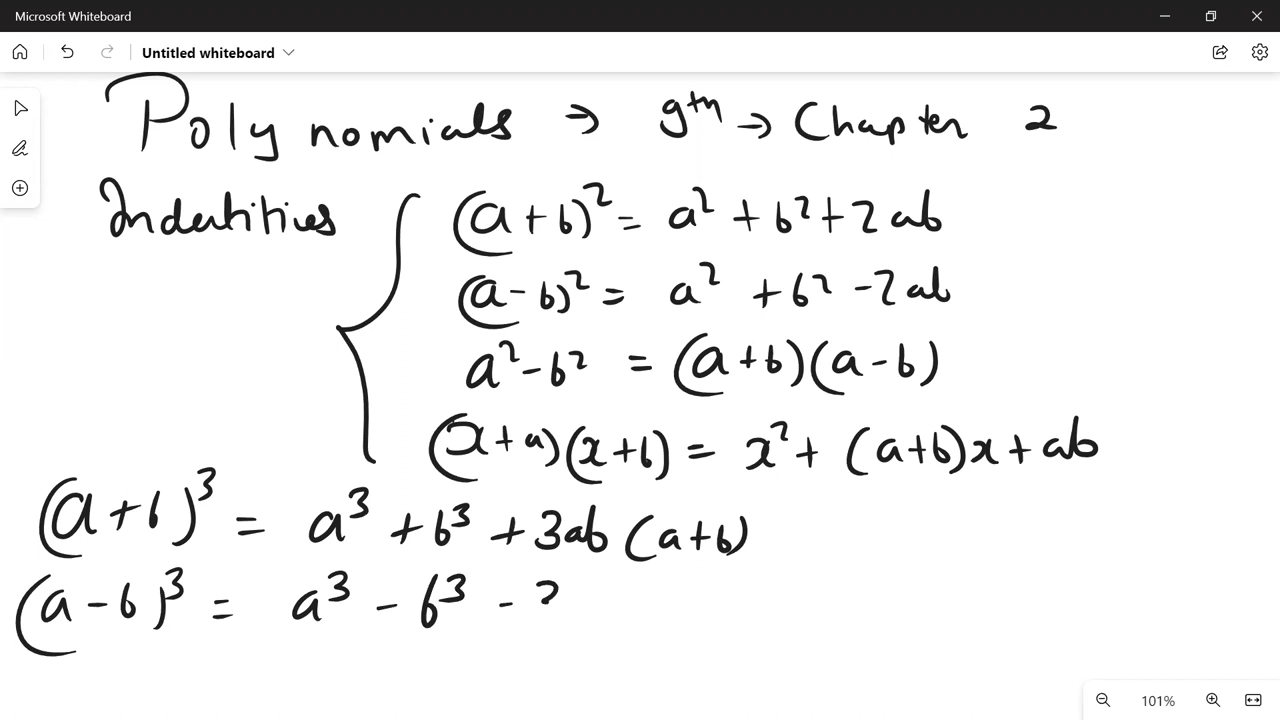 Microsoft Whiteboard
Untitled whiteboard
Polynomials → 9th → Chapter 2
Indentities
(a+b)² = a² + b² + 2ab
(a-b)² = a² + b² - 2ab
a² - b² = (a+b)(a-b)
(x+a)(x+b) = x² + (a+b)x + ab
(a+b)³ = a³ + b³ + 3ab (a+b)
(a-b)³ = a³ - b³ -
101%